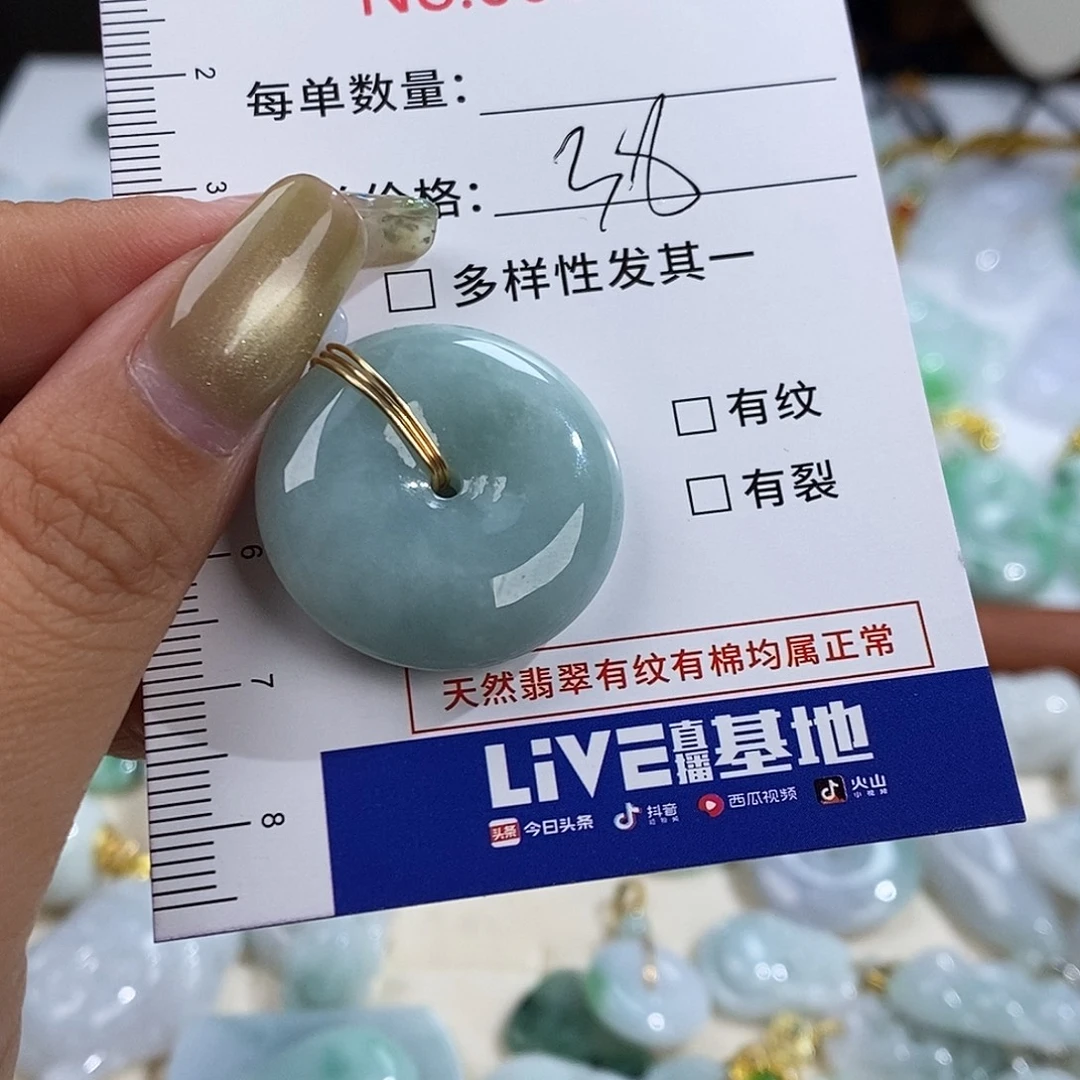 2
每单数量：
3
价格：
38
多样性发其一
有纹
有裂
6
7
天然翡翠有纹有棉均属正常
LiVE直播基地
头条 今日头条 抖音 西瓜视频 火山
8